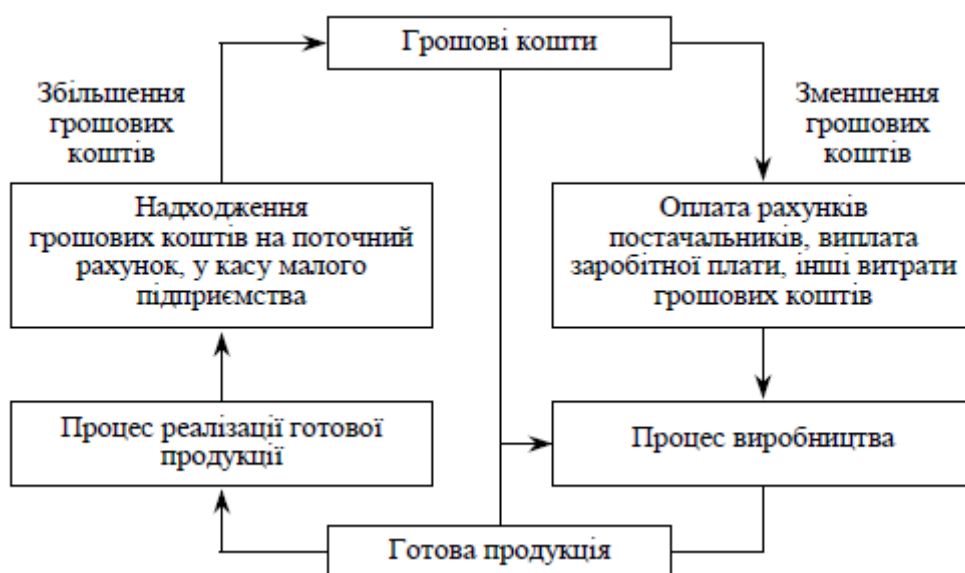 Грошові кошти
Збільшення
грошових
коштів
Зменшення
грошових
коштів
Надходження
грошових коштів на поточний
рахунок, у касу малого
підприємства
Оплата рахунків
постачальників, виплата
заробітної плати, інші витрати
грошових коштів
Процес реалізації готової
продукції
Процес виробництва
Готова продукція